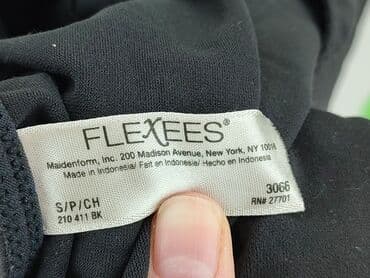 FLEXEES®
Maidenform, Inc. 200 Madison Avenue, New York, NY 10016
Made in Indonesia/ Fait en Indonesia/ Hecho en Indonesia
S/P/CH
210 411 BK
3066
RN# 27701